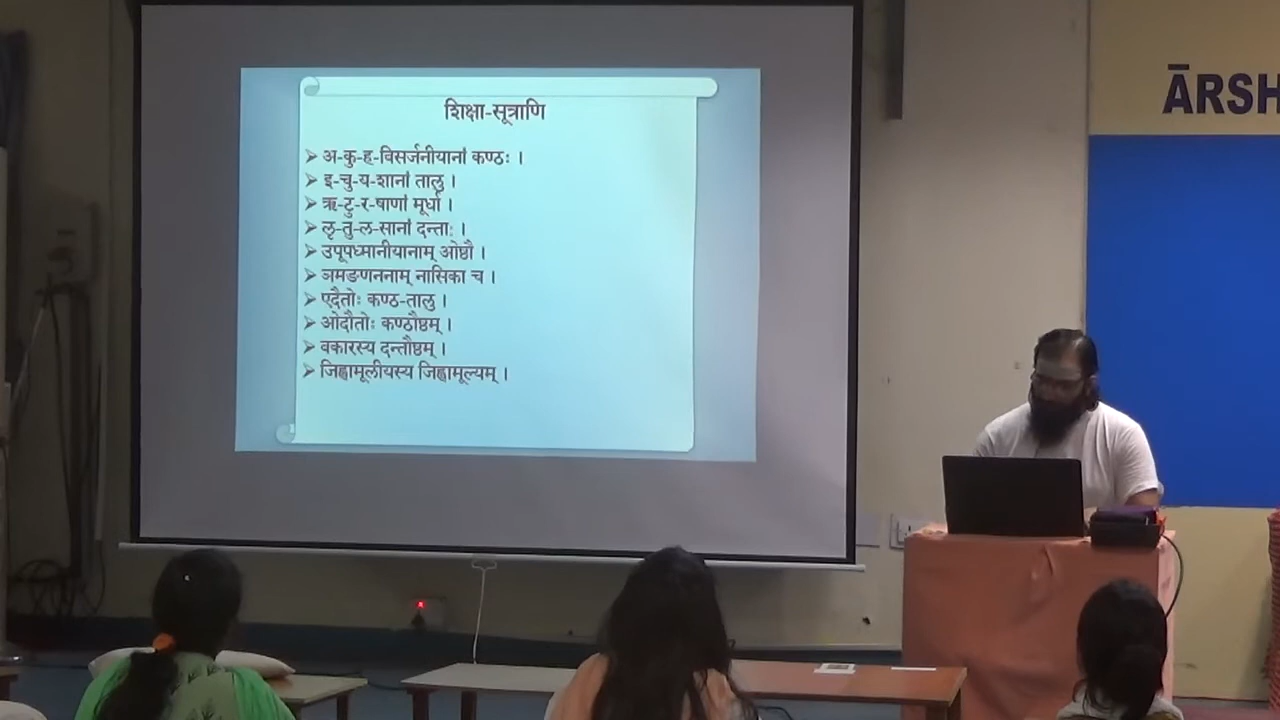 शिक्षा-सूत्राणि
➢ अ-कु-ह-विसर्जनीयानां कण्ठः ।
➢ इ-चु-य-शानां तालु ।
➢ ऋ-टु-र-षाणां मूर्धा ।
➢ लृ-तु-ल-सानां दन्ताः ।
➢ उपूपध्मानीयानाम् ओष्ठौ ।
➢ ञमङणननाम् नासिका च ।
➢ एदैतोः कण्ठ-तालु ।
➢ ओदौतोः कण्ठौष्ठम् ।
➢ वकारस्य दन्तौष्ठम् ।
➢ जिह्वामूलीयस्य जिह्वामूल्यम् ।
ĀRSH